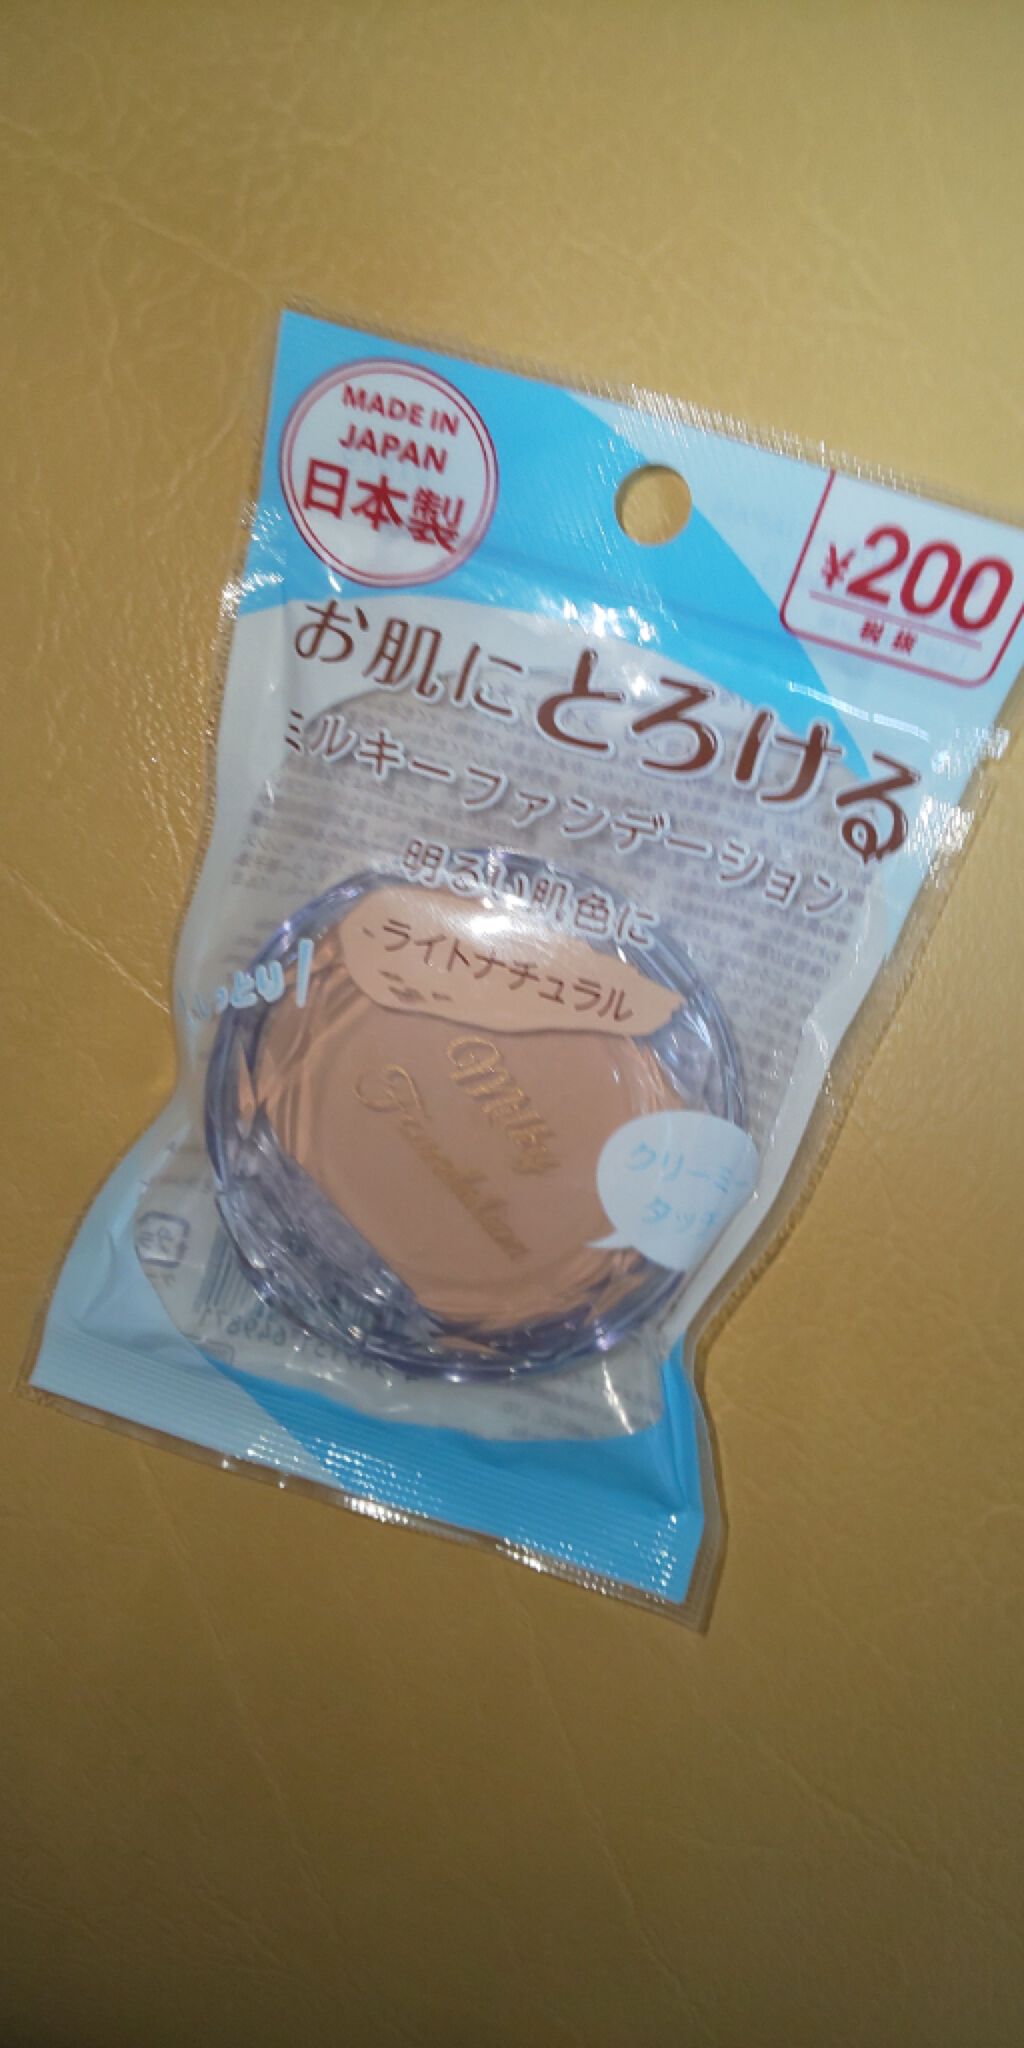 MADE IN
JAPAN
日本製
¥200
税抜
お肌にとろける
ミルキーファンデーション
明るい肌色に
ライトナチュラル
Milky
Foundation
クリーミー
タッチ